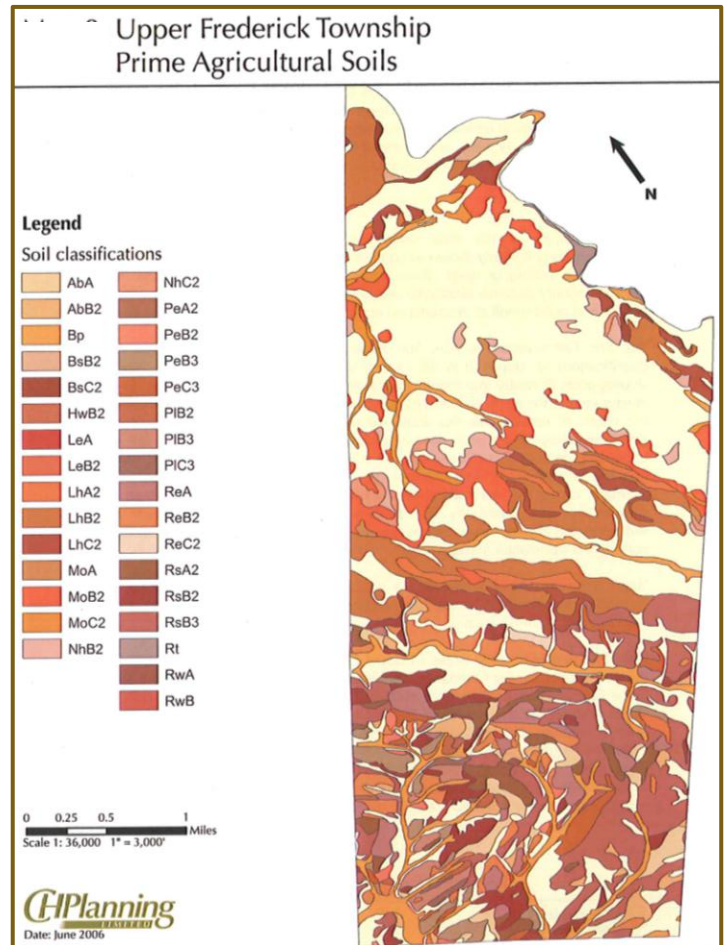 Upper Frederick Township
Prime Agricultural Soils
N
Legend
Soil classifications
AbA
AbB2
Bp
BsB2
BsC2
HwB2
LeA
LeB2
LhA2
LhB2
LhC2
MoA
MoB2
MoC2
NhB2
NhC2
PeA2
PeB2
PeB3
PeC3
PlB2
PlB3
PlC3
ReA
ReB2
ReC2
RsA2
RsB2
RsB3
Rt
RwA
RwB
0 0.25 0.5 1
Miles
Scale 1: 36,000 1" = 3,000'
CHPlanning
LIMITED
Date: June 2006